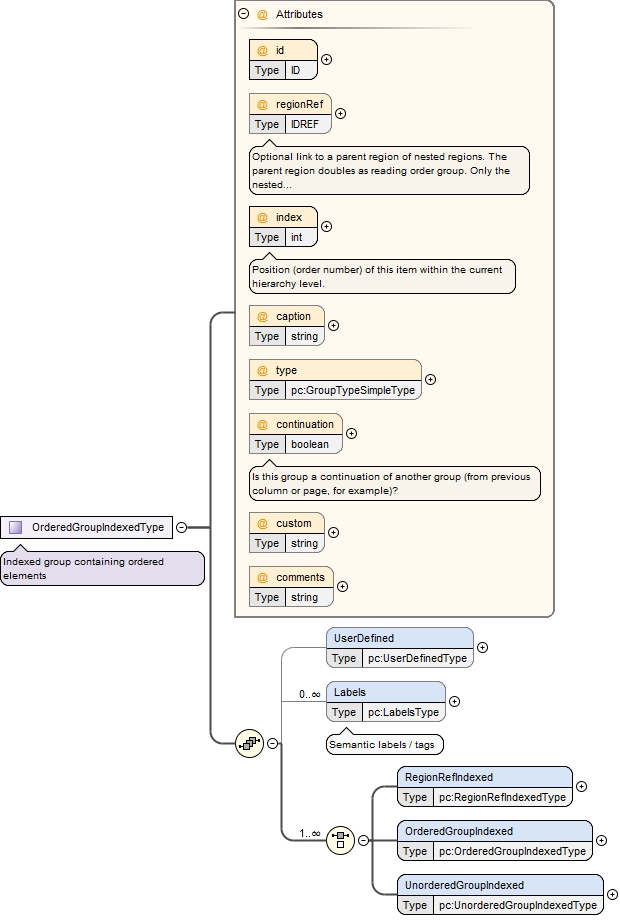 Attributes
@ id
Type ID
@ regionRef
Type IDREF
Optional link to a parent region of nested regions. The
parent region doubles as reading order group. Only the
nested...
@ index
Type int
Position (order number) of this item within the current
hierarchy level.
@ caption
Type string
@ type
Type pc:GroupTypeSimpleType
@ continuation
Type boolean
Is this group a continuation of another group (from previous
column or page, for example)?
@ custom
Type string
@ comments
Type string
OrderedGroupIndexedType
Indexed group containing ordered
elements
UserDefined
Type pc:UserDefinedType
0..∞
Labels
Type pc:LabelsType
Semantic labels / tags
1..∞
RegionRefIndexed
Type pc:RegionRefIndexedType
OrderedGroupIndexed
Type pc:OrderedGroupIndexedType
UnorderedGroupIndexed
Type pc:UnorderedGroupIndexedType